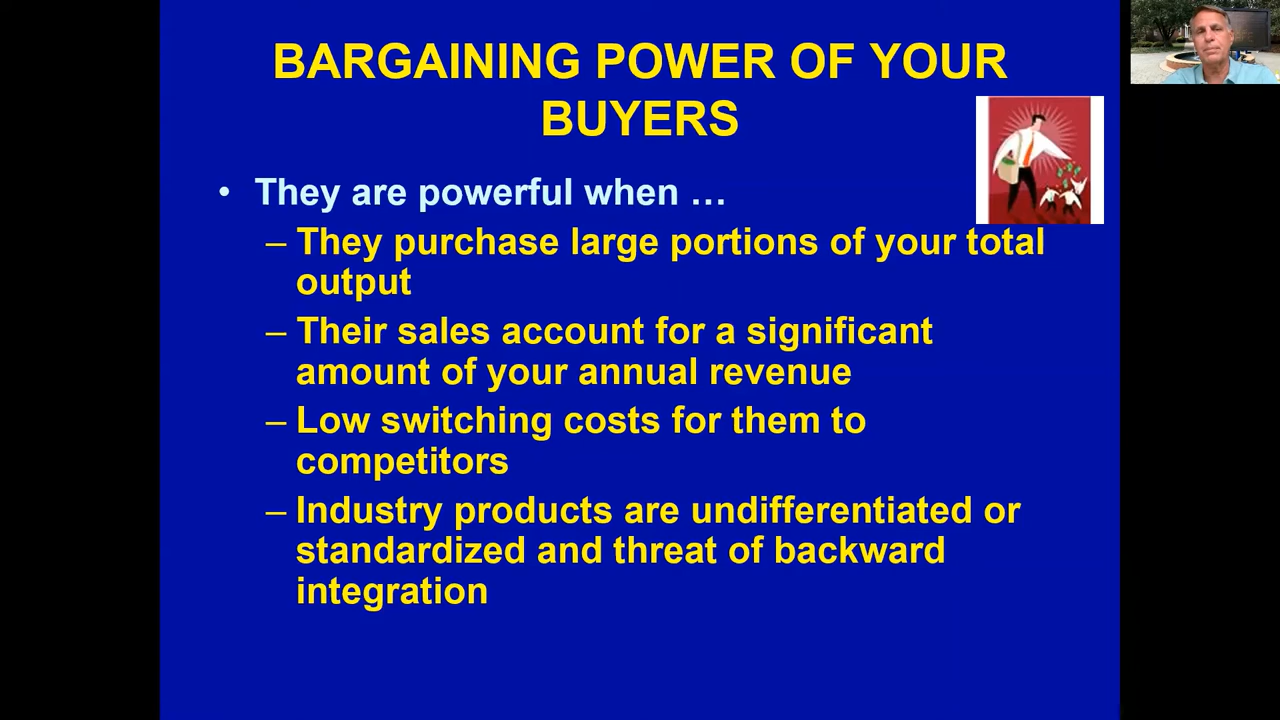 BARGAINING POWER OF YOUR
BUYERS
• They are powerful when …
– They purchase large portions of your total
output
– Their sales account for a significant
amount of your annual revenue
– Low switching costs for them to
competitors
– Industry products are undifferentiated or
standardized and threat of backward
integration